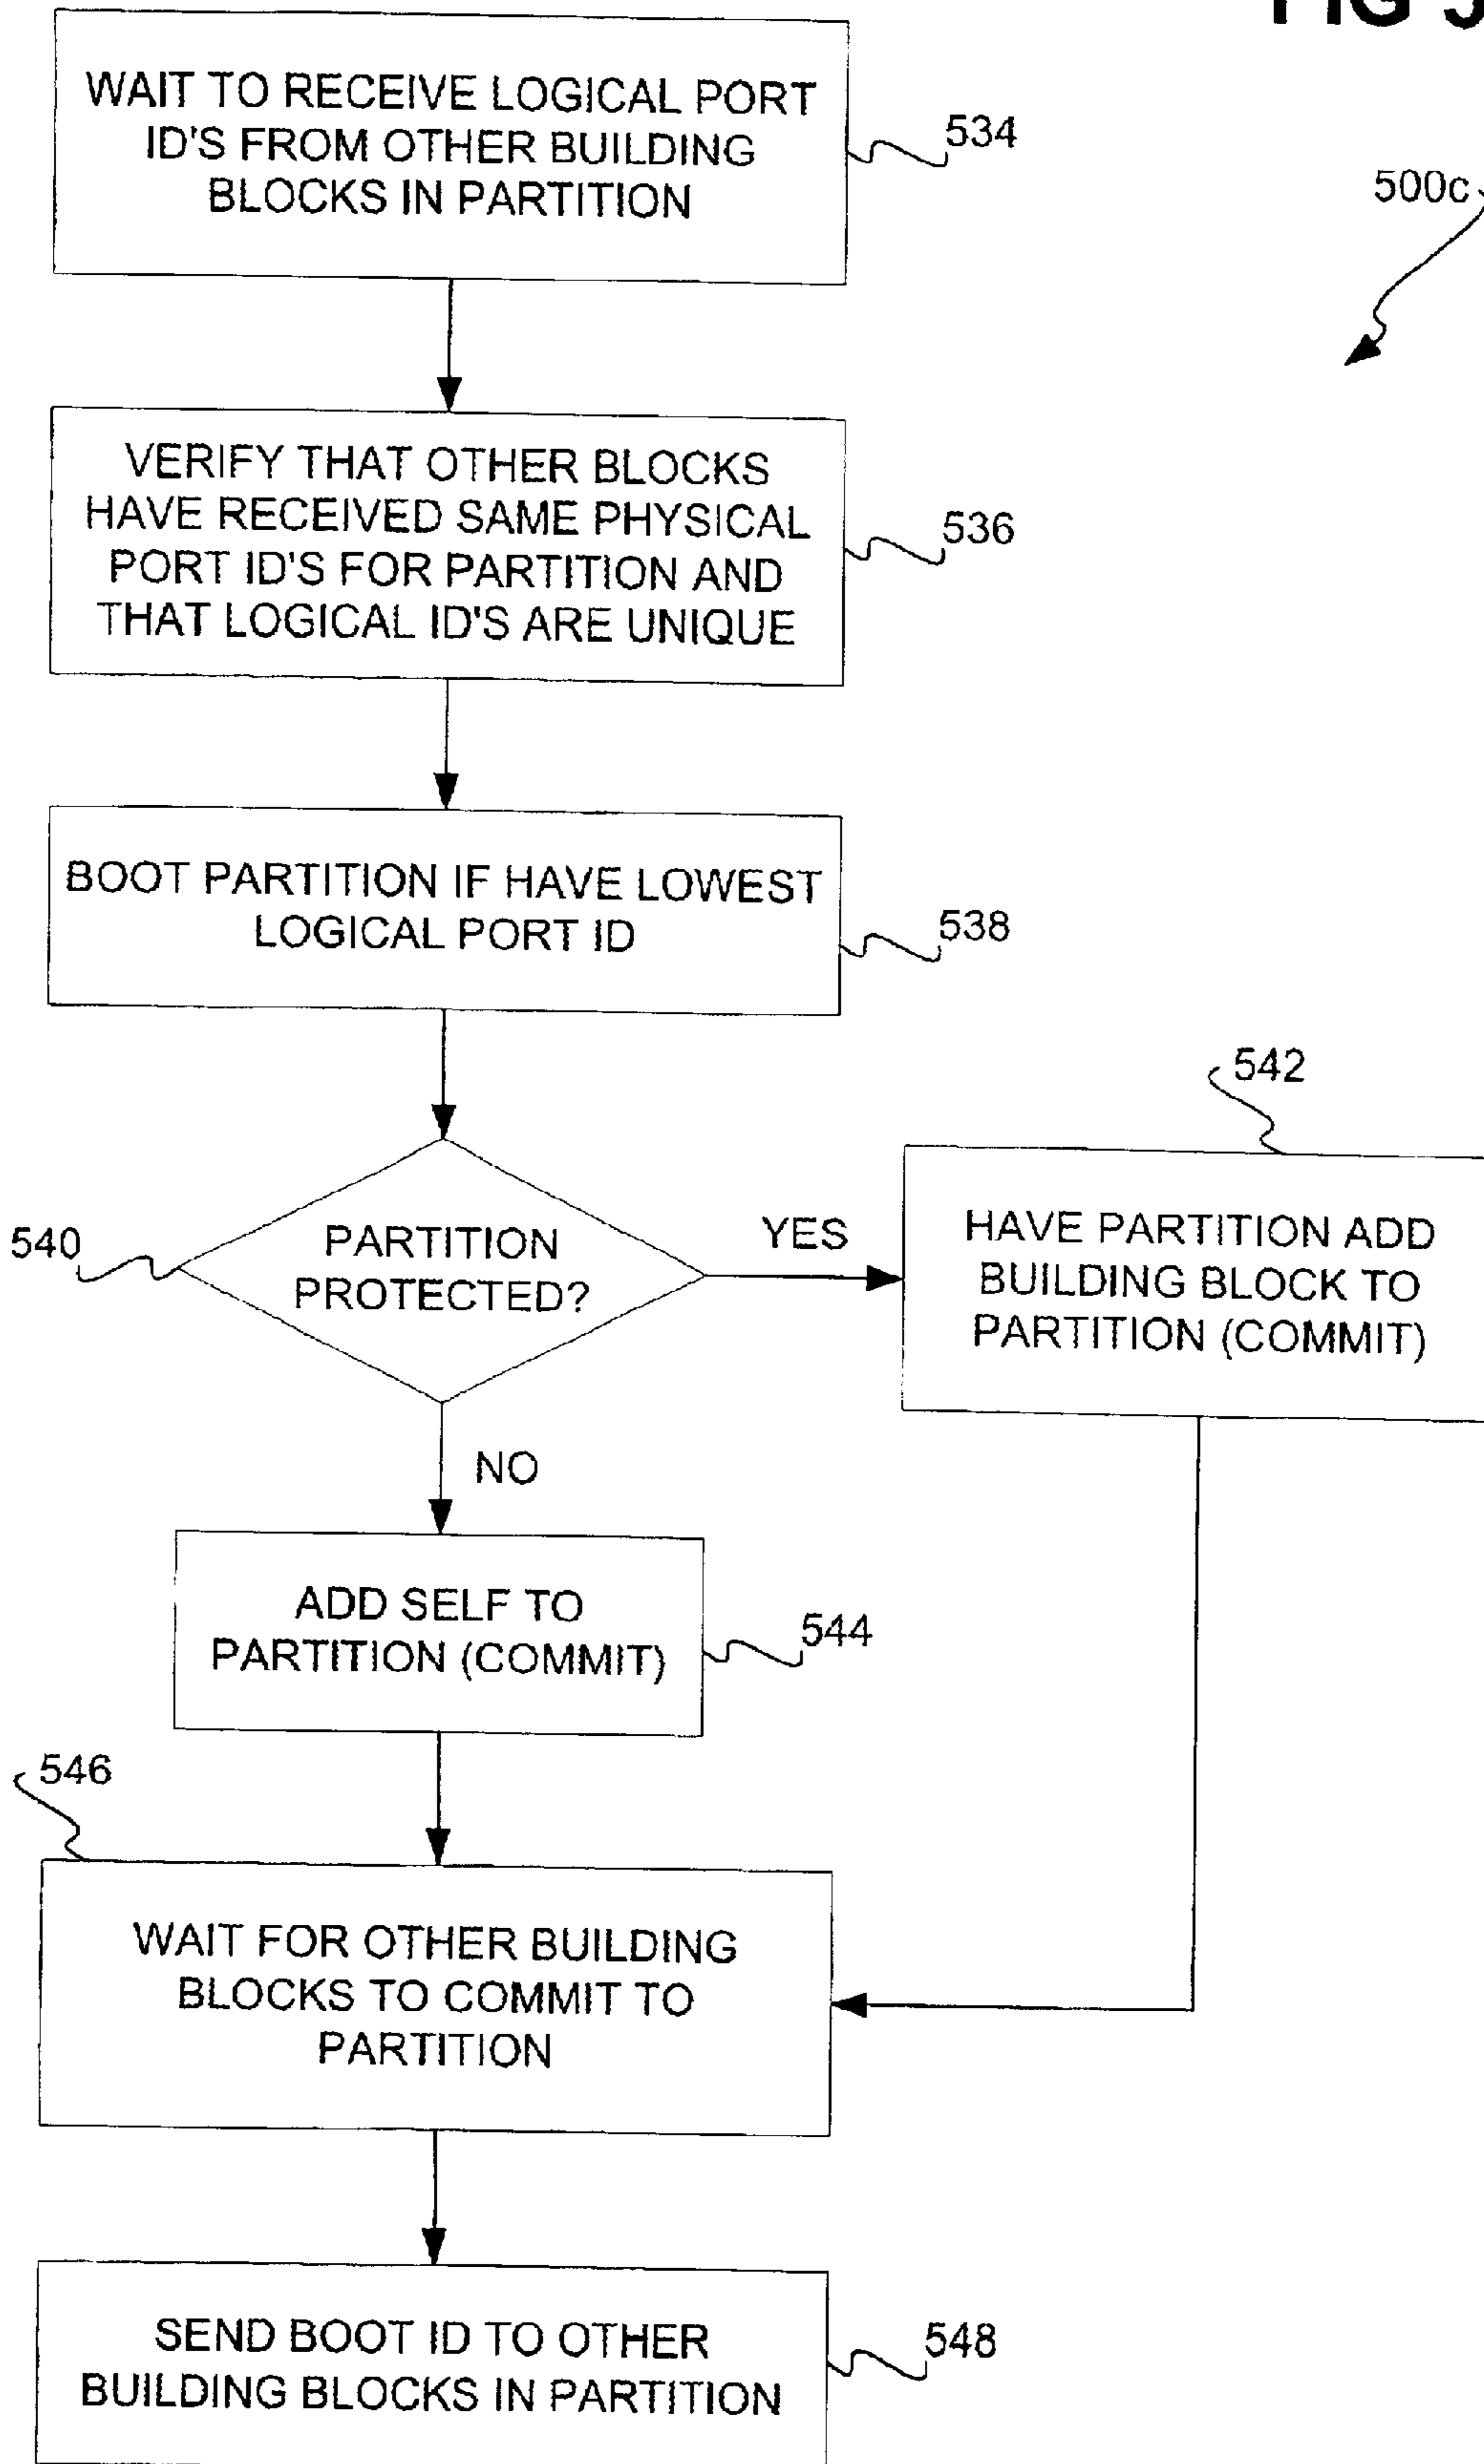 FIG 5
WAIT TO RECEIVE LOGICAL PORT
ID'S FROM OTHER BUILDING
BLOCKS IN PARTITION
534
500c
VERIFY THAT OTHER BLOCKS
HAVE RECEIVED SAME PHYSICAL
PORT ID'S FOR PARTITION AND
THAT LOGICAL ID'S ARE UNIQUE
536
BOOT PARTITION IF HAVE LOWEST
LOGICAL PORT ID
538
540
PARTITION
PROTECTED?
YES
542
HAVE PARTITION ADD
BUILDING BLOCK TO
PARTITION (COMMIT)
NO
ADD SELF TO
PARTITION (COMMIT)
544
546
WAIT FOR OTHER BUILDING
BLOCKS TO COMMIT TO
PARTITION
SEND BOOT ID TO OTHER
BUILDING BLOCKS IN PARTITION
548